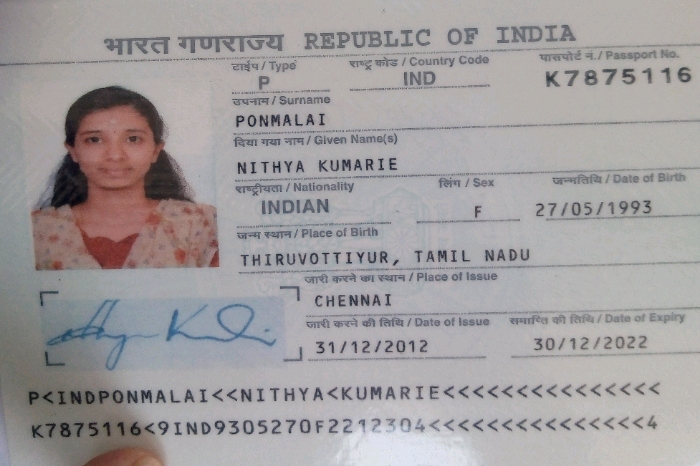 भारत गणराज्य REPUBLIC OF INDIA
टाईप / Type राष्ट्र कोड / Country Code पासपोर्ट नं. / Passport No.
P IND K7875116
उपनाम / Surname
PONMALAI
दिया गया नाम / Given Name(s)
NITHYA KUMARIE
राष्ट्रीयता / Nationality लिंग / Sex जन्मतिथि / Date of Birth
INDIAN F 27/05/1993
जन्म स्थान / Place of Birth
THIRUVOTTIYUR, TAMIL NADU
जारी करने का स्थान / Place of Issue
CHENNAI
जारी करने की तिथि / Date of Issue समाप्ति की तिथि / Date of Expiry
31/12/2012 30/12/2022
P<INDPONMALAI<<NITHYA<KUMARIE<<<<<<<<<<<<<<<
K7875116<9IND9305270F2212304<<<<<<<<<<<<<<<4